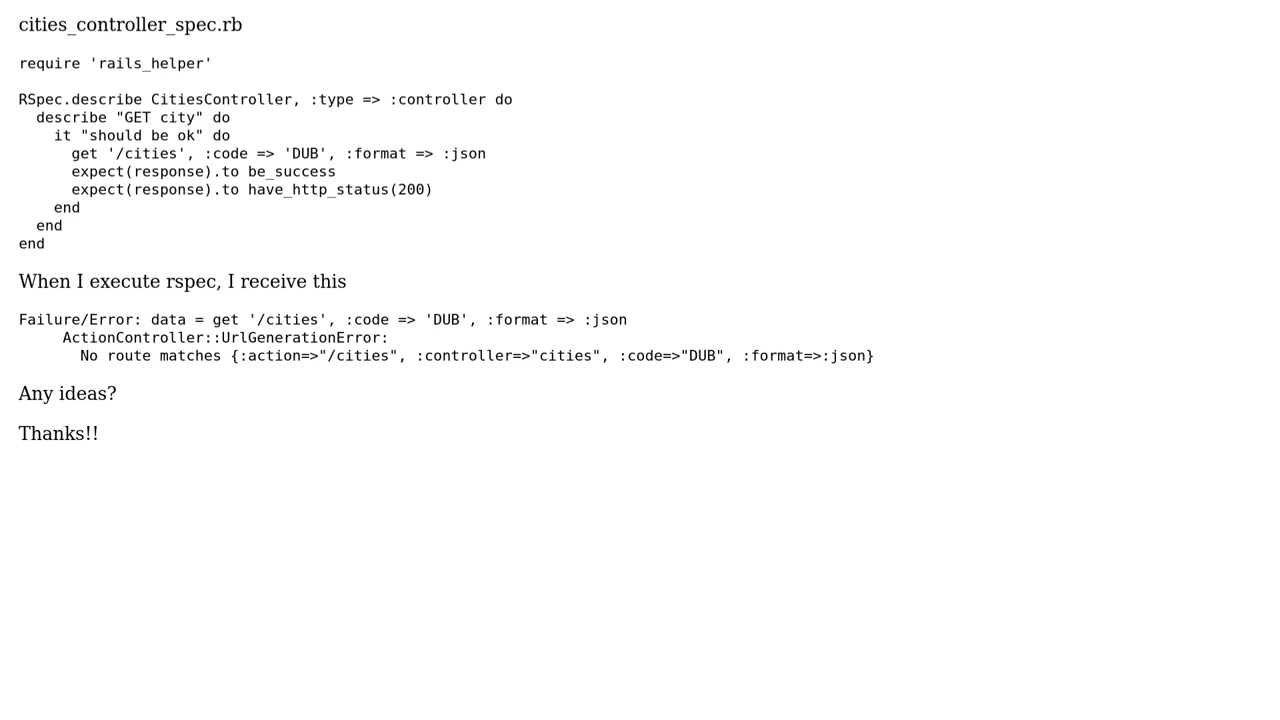 cities_controller_spec.rb
require 'rails_helper'
RSpec.describe CitiesController, :type => :controller do
  describe "GET city" do
    it "should be ok" do
      get '/cities', :code => 'DUB', :format => :json
      expect(response).to be_success
      expect(response).to have_http_status(200)
    end
  end
end
When I execute rspec, I receive this
Failure/Error: data = get '/cities', :code => 'DUB', :format => :json
     ActionController::UrlGenerationError:
       No route matches {:action=>"/cities", :controller=>"cities", :code=>"DUB", :format=>:json}
Any ideas?
Thanks!!